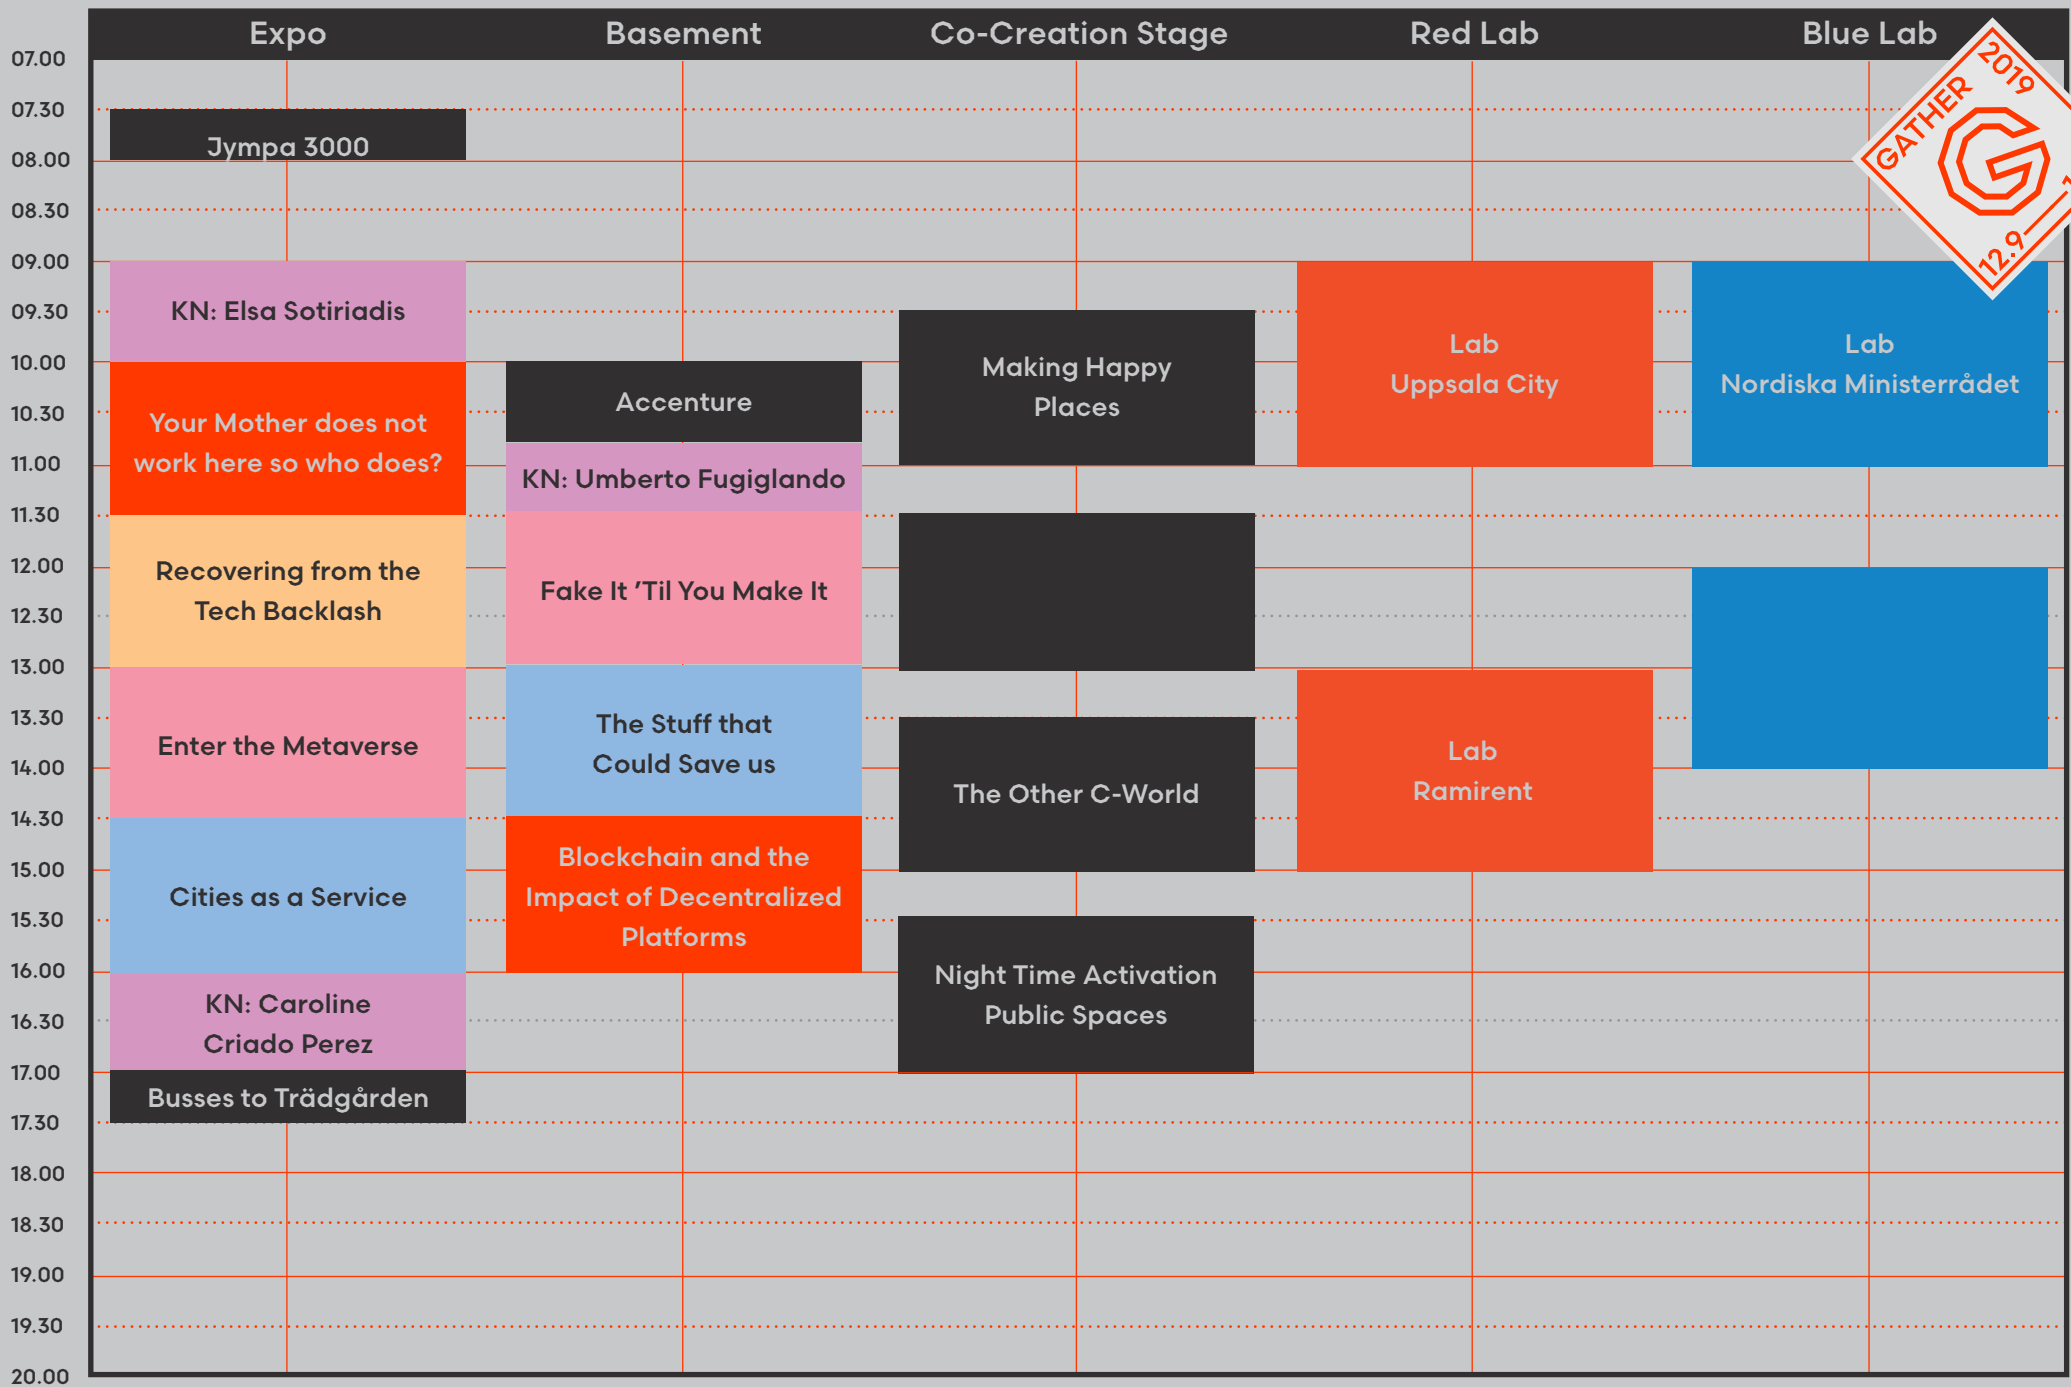 Expo
Basement
Co-Creation Stage
Red Lab
Blue Lab
GATHER
2019
G
12.9
07.00
07.30
08.00
08.30
09.00
09.30
10.00
10.30
11.00
11.30
12.00
12.30
13.00
13.30
14.00
14.30
15.00
15.30
16.00
16.30
17.00
17.30
18.00
18.30
19.00
19.30
20.00
Jympa 3000
KN: Elsa Sotiriadis
Your Mother does not
work here so who does?
Recovering from the
Tech Backlash
Enter the Metaverse
Cities as a Service
KN: Caroline
Criado Perez
Busses to Trädgården
Accenture
KN: Umberto Fugiglando
Fake It ’Til You Make It
The Stuff that
Could Save us
Blockchain and the
Impact of Decentralized
Platforms
Making Happy
Places
The Other C-World
Night Time Activation
Public Spaces
Lab
Uppsala City
Lab
Ramirent
Lab
Nordiska Ministerrådet